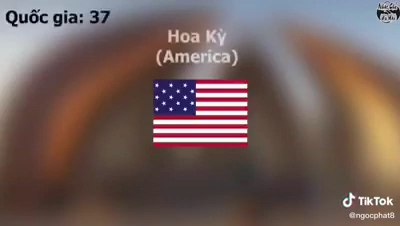 Quốc gia: 37
Hoa Kỳ
(America)
TikTok
@ngocphat8